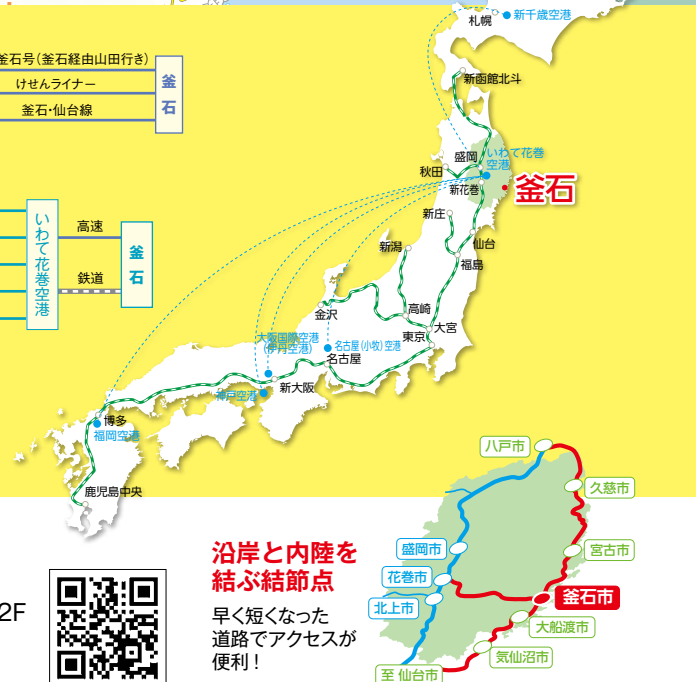 札幌
新千歳空港
釜石号(釜石経由山田行き)
けせんライナー
釜石・仙台線
釜石
新函館北斗
盛岡
いわて花巻
空港
秋田
新花巻
釜石
新庄
仙台
新潟
福島
いわて花巻空港
高速
鉄道
釜石
金沢
高崎
大宮
東京
大阪国際空港
(伊丹空港)
名古屋(小牧)空港
名古屋
新大阪
神戸空港
博多
福岡空港
鹿児島中央
八戸市
久慈市
宮古市
盛岡市
花巻市
北上市
釜石市
大船渡市
気仙沼市
至 仙台市
沿岸と内陸を
結ぶ結節点
早く短くなった
道路でアクセスが
便利!
2F